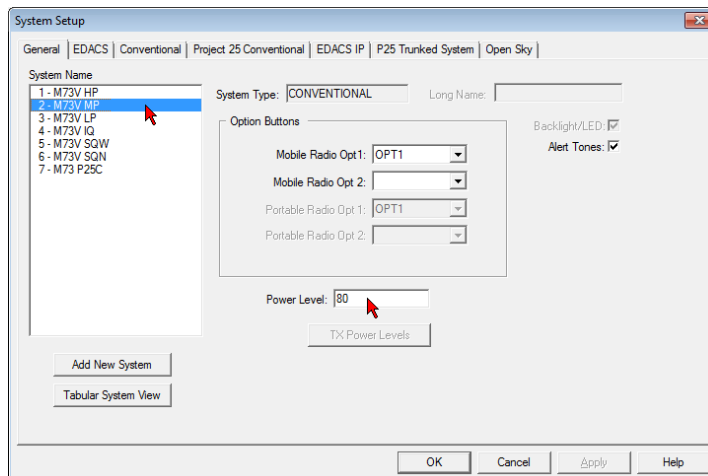 System Setup
General EDACS Conventional Project 25 Conventional EDACS IP P25 Trunked System Open Sky
System Name
1 - M73V HP
2 - M73V MP
3 - M73V LP
4 - M73V IQ
5 - M73V SQW
6 - M73V SQN
7 - M73 P25C
System Type: CONVENTIONAL Long Name:
Option Buttons
Mobile Radio Opt1: OPT1
Mobile Radio Opt 2:
Portable Radio Opt 1: OPT1
Portable Radio Opt 2:
Backlight/LED:
Alert Tones:
Power Level: 80
TX Power Levels
Add New System
Tabular System View
OK Cancel Apply Help